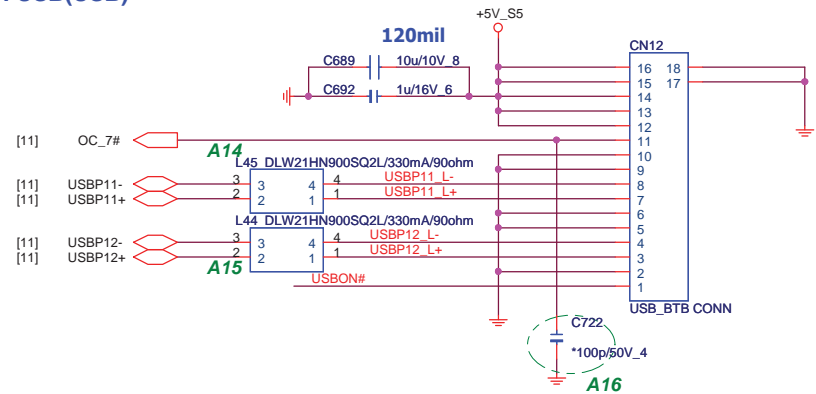 +5V_S5
120mil
CN12
C689 10u/10V_8
C692 1u/16V_6
16 18
15 17
14
13
12
11
10
9
8
7
6
5
4
3
2
1
[11] OC_7#
A14
L45 DLW21HN900SQ2L/330mA/90ohm
[11] USBP11- 3 3 4 4 USBP11_L-
[11] USBP11+ 2 2 1 1 USBP11_L+
L44 DLW21HN900SQ2L/330mA/90ohm
[11] USBP12- 3 3 4 4 USBP12_L-
[11] USBP12+ 2 2 1 1 USBP12_L+
A15
USBON#
USB_BTB CONN
C722
*100p/50V_4
A16